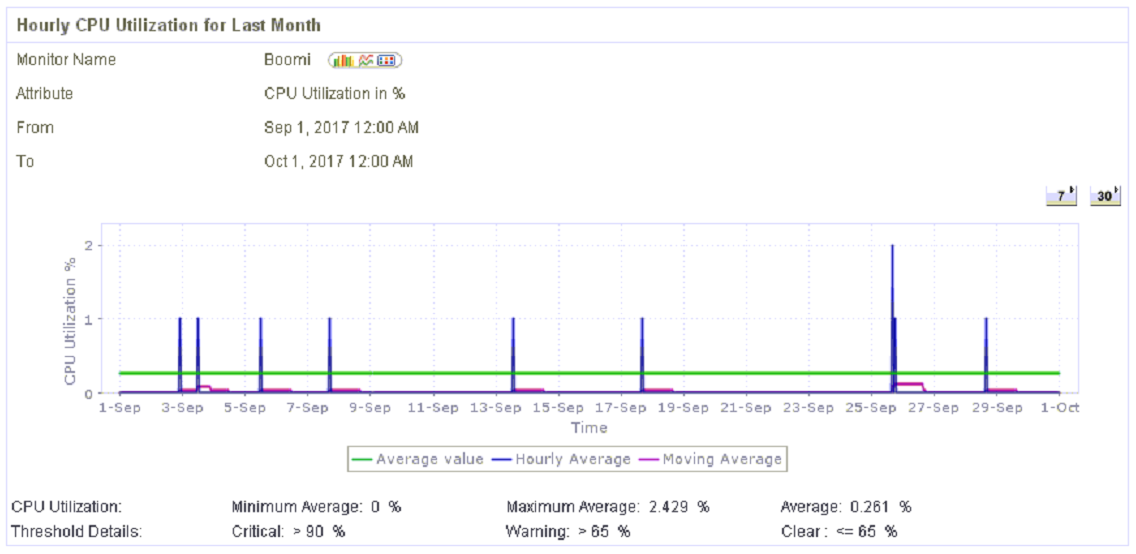 Hourly CPU Utilization for Last Month
Monitor Name Boomi
Attribute CPU Utilization in %
From Sep 1, 2017 12:00 AM
To Oct 1, 2017 12:00 AM
7 30
CPU Utilization %
2
1
0
1-Sep 3-Sep 5-Sep 7-Sep 9-Sep 11-Sep 13-Sep 15-Sep 17-Sep 19-Sep 21-Sep 23-Sep 25-Sep 27-Sep 29-Sep 1-Oct
Time
Average value Hourly Average Moving Average
CPU Utilization: Minimum Average: 0 % Maximum Average: 2.429 % Average: 0.261 %
Threshold Details: Critical: > 90 % Warning: > 65 % Clear : <= 65 %